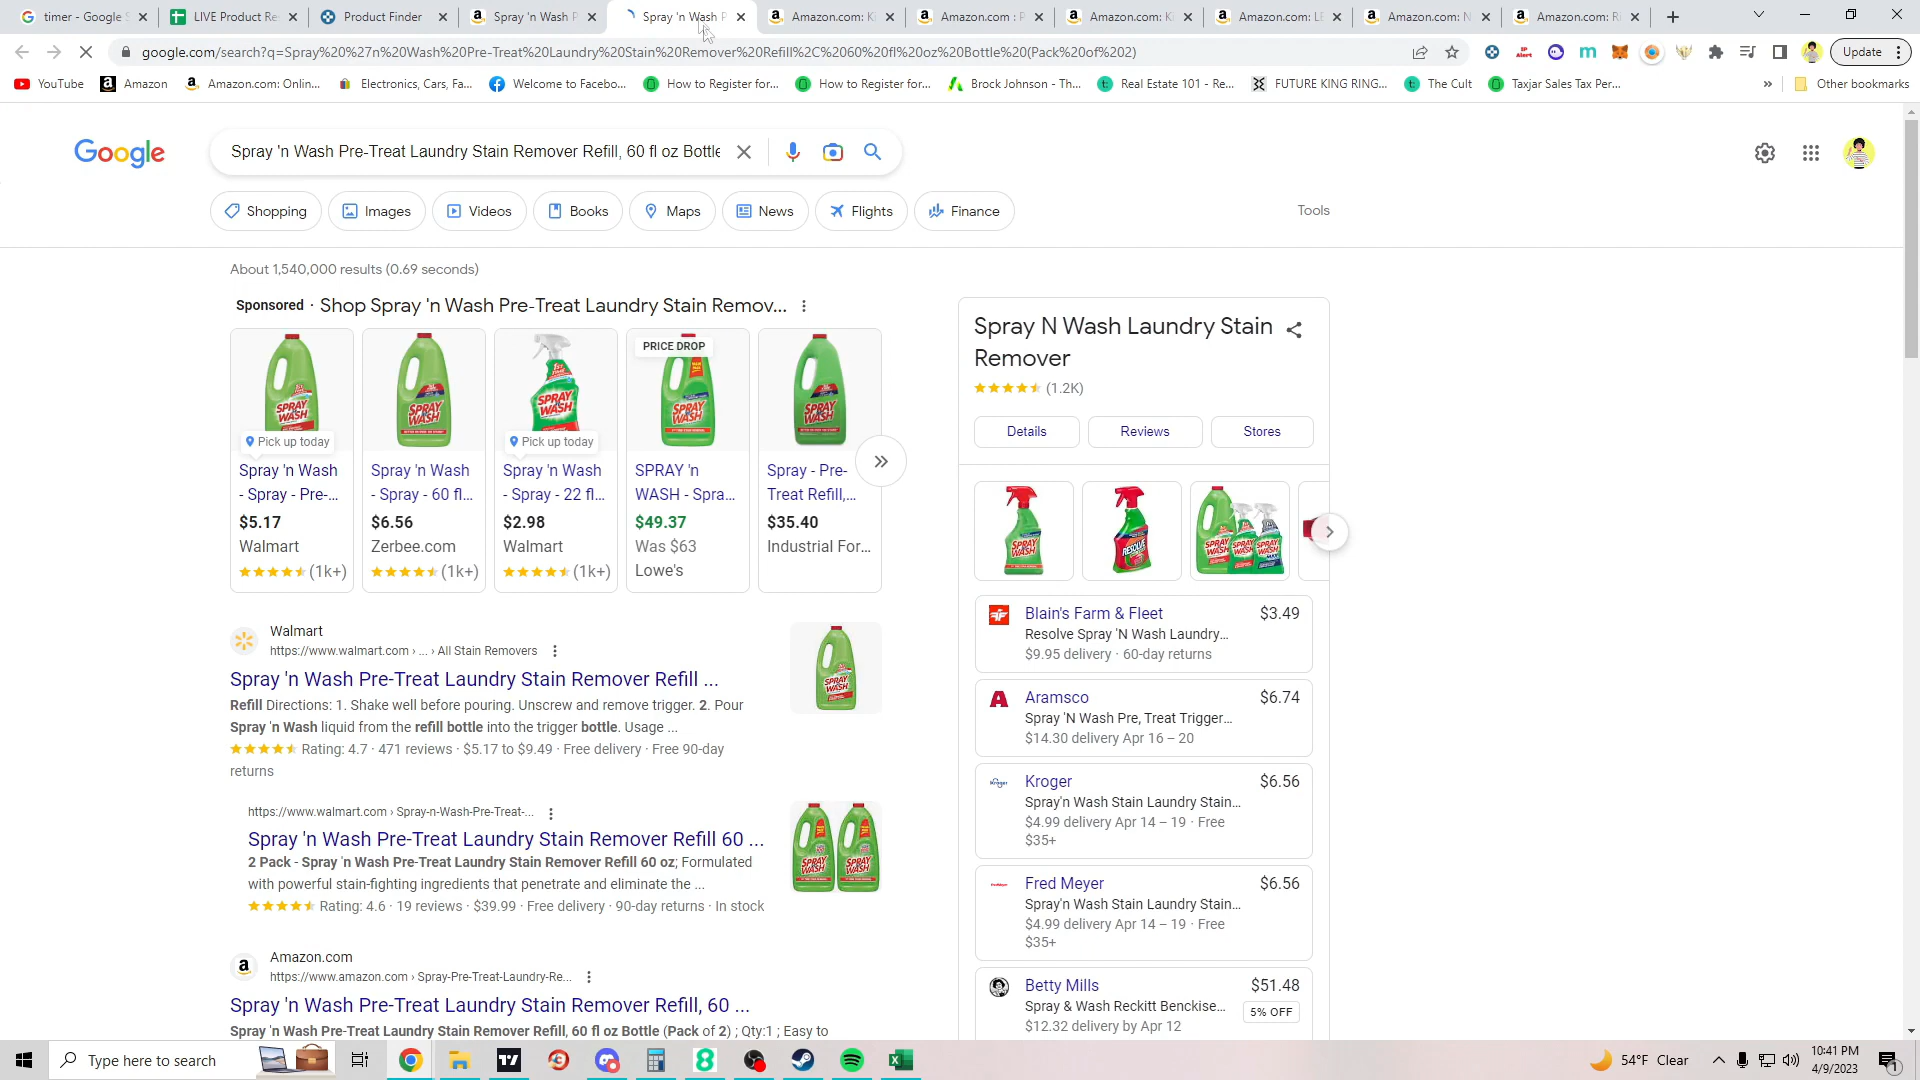 timer - Google S
LIVE Product Re
Product Finder
Spray 'n Wash P
Spray 'n Wash P
Amazon.com: Ki
Amazon.com : P
Amazon.com: Ki
Amazon.com: LE
Amazon.com: N
Amazon.com: Ri
google.com/search?q=Spray%20%27n%20Wash%20Pre-Treat%20Laundry%20Stain%20Remover%20Refill%2C%2060%20fl%20oz%20Bottle%20(Pack%20of%202)
Update
YouTube
Amazon
Amazon.com: Onlin...
Electronics, Cars, Fa...
Welcome to Facebo...
How to Register for...
How to Register for...
Brock Johnson - Th...
Real Estate 101 - Re...
FUTURE KING RING...
The Cult
Taxjar Sales Tax Per...
Other bookmarks
Google
Spray 'n Wash Pre-Treat Laundry Stain Remover Refill, 60 fl oz Bottle
Shopping
Images
Videos
Books
Maps
News
Flights
Finance
Tools
About 1,540,000 results (0.69 seconds)
Sponsored · Shop Spray 'n Wash Pre-Treat Laundry Stain Remov...
Pick up today
Spray 'n Wash
- Spray - Pre-...
$5.17
Walmart
(1k+)
Spray 'n Wash
- Spray - 60 fl...
$6.56
Zerbee.com
(1k+)
Pick up today
Spray 'n Wash
- Spray - 22 fl...
$2.98
Walmart
(1k+)
PRICE DROP
SPRAY 'n
WASH - Spra...
$49.37
Was $63
Lowe's
Spray - Pre-
Treat Refill,...
$35.40
Industrial For...
Walmart
https://www.walmart.com › ... › All Stain Removers
Spray 'n Wash Pre-Treat Laundry Stain Remover Refill ...
Refill Directions: 1. Shake well before pouring. Unscrew and remove trigger. 2. Pour
Spray 'n Wash liquid from the refill bottle into the trigger bottle. Usage ...
Rating: 4.7 · 471 reviews · $5.17 to $9.49 · Free delivery · Free 90-day
returns
https://www.walmart.com › Spray-n-Wash-Pre-Treat-...
Spray 'n Wash Pre-Treat Laundry Stain Remover Refill 60 ...
2 Pack - Spray 'n Wash Pre-Treat Laundry Stain Remover Refill 60 oz; Formulated
with powerful stain-fighting ingredients that penetrate and eliminate the ...
Rating: 4.6 · 19 reviews · $39.99 · Free delivery · 90-day returns · In stock
Amazon.com
https://www.amazon.com › Spray-Pre-Treat-Laundry-Re...
Spray 'n Wash Pre-Treat Laundry Stain Remover Refill, 60 ...
Spray 'n Wash Pre-Treat Laundry Stain Remover Refill, 60 fl oz Bottle (Pack of 2) ; Qty:1 ; Easy to
Spray N Wash Laundry Stain
Remover
(1.2K)
Details
Reviews
Stores
Blain's Farm & Fleet
$3.49
Resolve Spray 'N Wash Laundry...
$9.95 delivery · 60-day returns
Aramsco
$6.74
Spray 'N Wash Pre, Treat Trigger...
$14.30 delivery Apr 16 – 20
Kroger
$6.56
Spray'n Wash Stain Laundry Stain...
$4.99 delivery Apr 14 – 19 · Free
$35+
Fred Meyer
$6.56
Spray'n Wash Stain Laundry Stain...
$4.99 delivery Apr 14 – 19 · Free
$35+
Betty Mills
$51.48
Spray & Wash Reckitt Benckise...
5% OFF
$12.32 delivery by Apr 12
Type here to search
54°F Clear
10:41 PM
4/9/2023